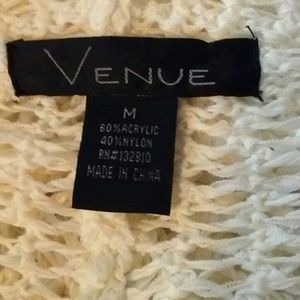 VENUE
M
60% ACRYLIC
40% NYLON
RN#132810
MADE IN CHINA